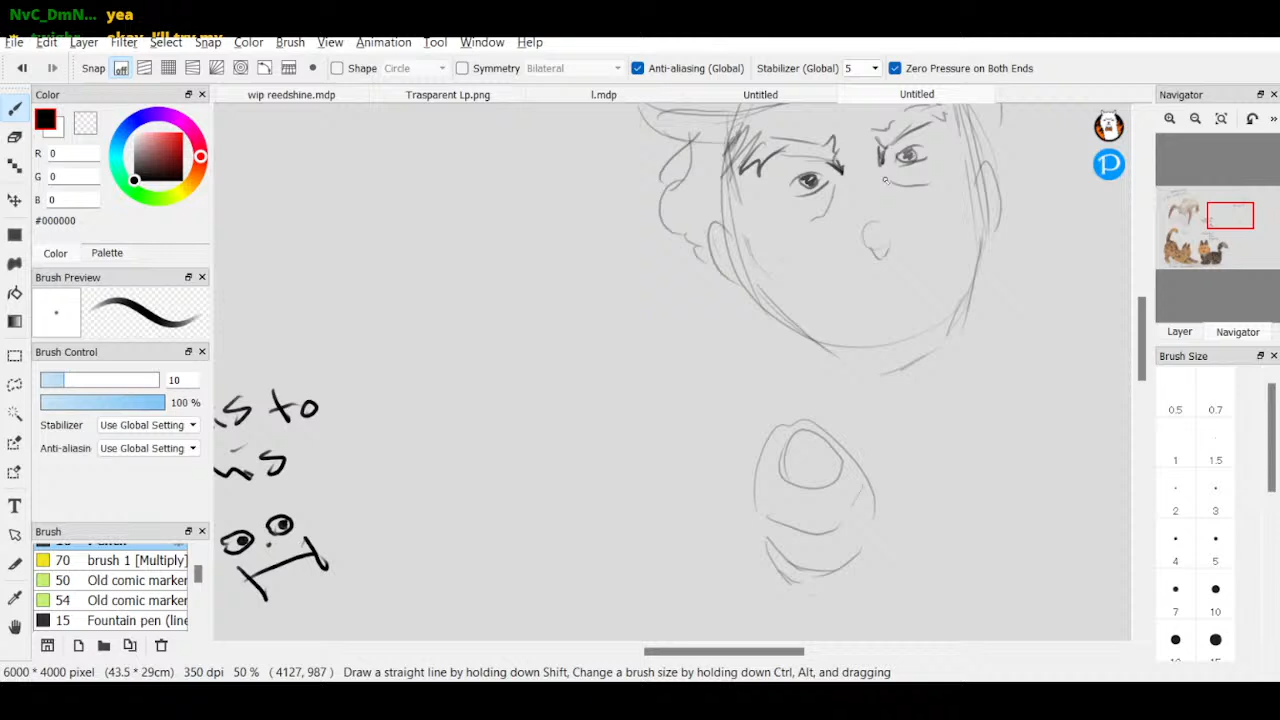 NvC_DmN... yea
okay, I'll try my
File Edit Layer Filter Select Snap Color Brush View Animation Tool Window Help
Snap off Shape Circle Symmetry Bilateral Anti-aliasing (Global) Stabilizer (Global) 5 Zero Pressure on Both Ends
Color wip reedshine.mdp Trasparent Lp.png l.mdp Untitled Untitled Navigator
R 0
G 0
B 0
#000000
Color Palette
Brush Preview
Layer Navigator
Brush Control
Brush Size
10
100 %
Stabilizer Use Global Setting
Anti-aliasin Use Global Setting
0.5 0.7
1 1.5
2 3
4 5
7 10
s to
Brush
70 brush 1 [Multiply]
50 Old comic marker
54 Old comic marker
15 Fountain pen (line
6000 * 4000 pixel (43.5 * 29cm) 350 dpi 50 % ( 4127, 987 ) Draw a straight line by holding down Shift, Change a brush size by holding down Ctrl, Alt, and dragging